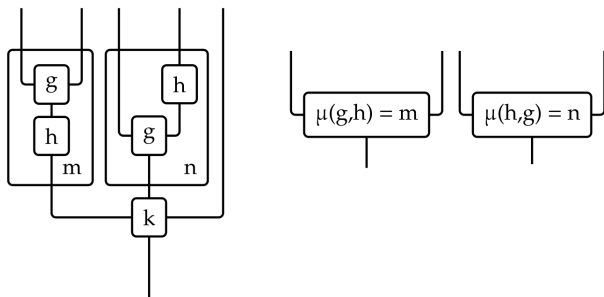 g
h
m
h
g
n
k
μ(g,h) = m
μ(h,g) = n